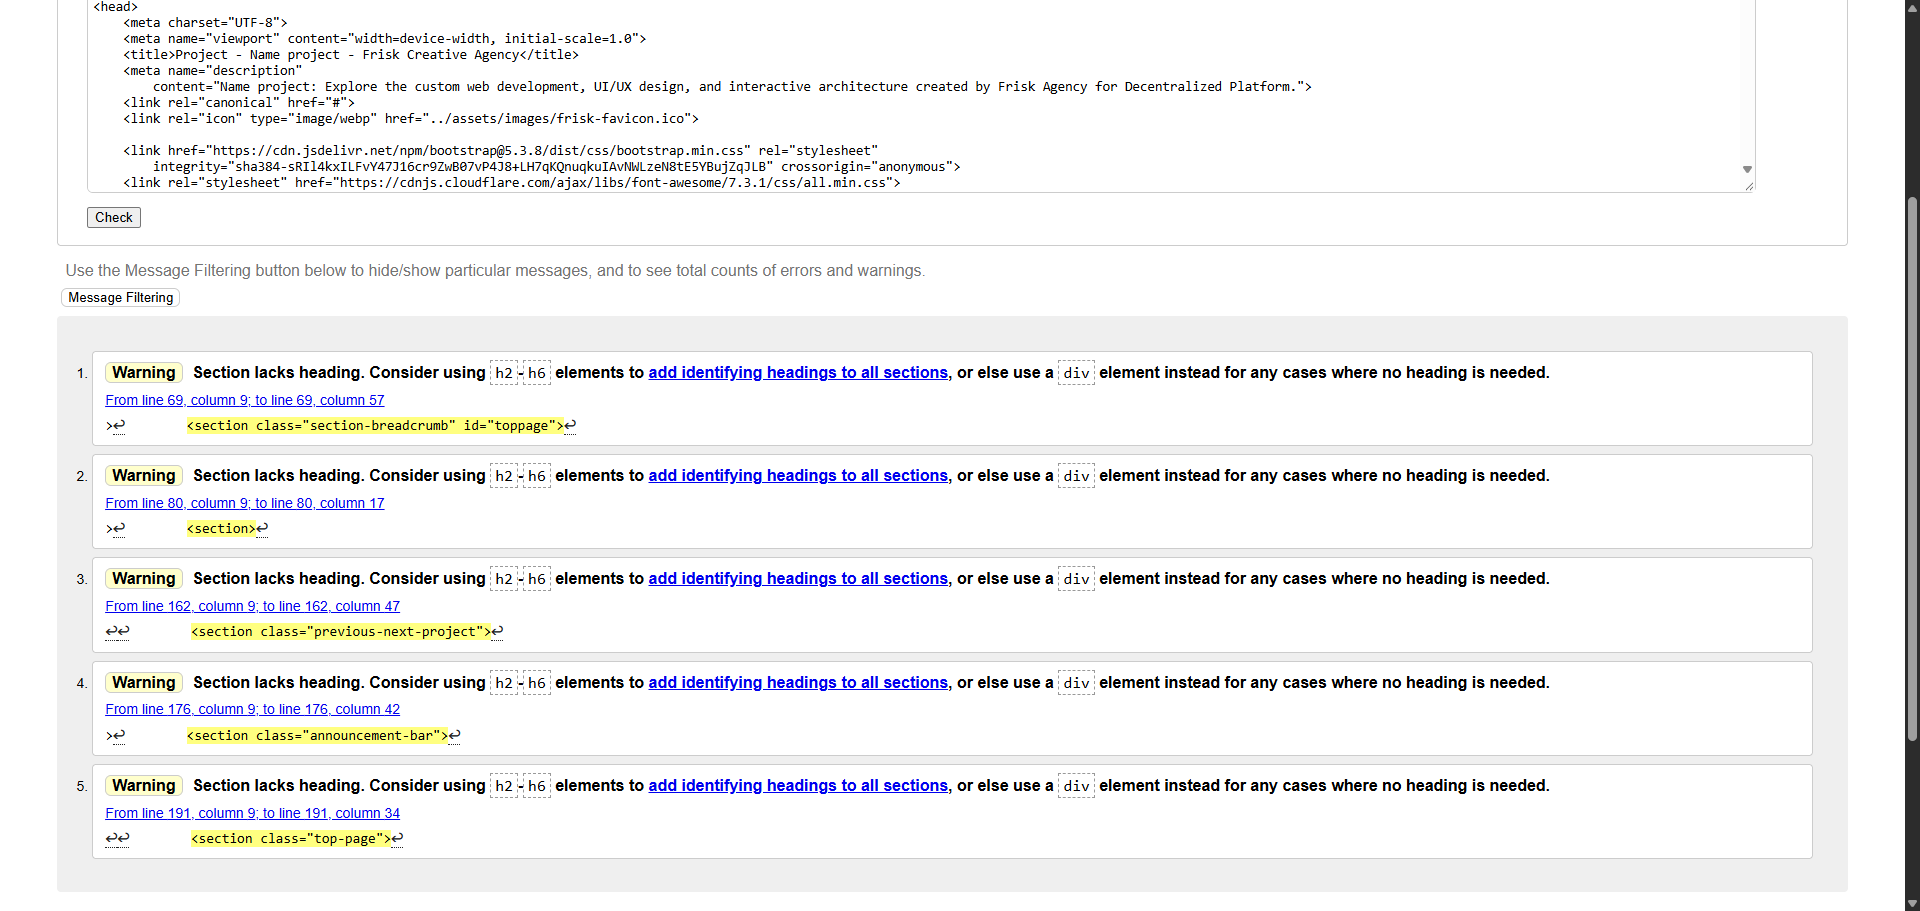 <head>
<meta charset="UTF-8">
<meta name="viewport" content="width=device-width, initial-scale=1.0">
<title>Project - Name project - Frisk Creative Agency</title>
<meta name="description"
content="Name project: Explore the custom web development, UI/UX design, and interactive architecture created by Frisk Agency for Decentralized Platform.">
<link rel="canonical" href="#">
<link rel="icon" type="image/webp" href="../assets/images/frisk-favicon.ico">
<link href="https://cdn.jsdelivr.net/npm/bootstrap@5.3.8/dist/css/bootstrap.min.css" rel="stylesheet"
integrity="sha384-sRIl4kxILFvY47J16cr9ZwB07vP4J8+LH7qKQnuqkuIAvNWLzeN8tE5YBujZqJLB" crossorigin="anonymous">
<link rel="stylesheet" href="https://cdnjs.cloudflare.com/ajax/libs/font-awesome/7.3.1/css/all.min.css">
Check
Use the Message Filtering button below to hide/show particular messages, and to see total counts of errors and warnings.
Message Filtering
1. Warning Section lacks heading. Consider using h2-h6 elements to add identifying headings to all sections, or else use a div element instead for any cases where no heading is needed.
From line 69, column 9; to line 69, column 57
>↩ <section class="section-breadcrumb" id="toppage">↩
2. Warning Section lacks heading. Consider using h2-h6 elements to add identifying headings to all sections, or else use a div element instead for any cases where no heading is needed.
From line 80, column 9; to line 80, column 17
>↩ <section>↩
3. Warning Section lacks heading. Consider using h2-h6 elements to add identifying headings to all sections, or else use a div element instead for any cases where no heading is needed.
From line 162, column 9; to line 162, column 47
↩↩ <section class="previous-next-project">↩
4. Warning Section lacks heading. Consider using h2-h6 elements to add identifying headings to all sections, or else use a div element instead for any cases where no heading is needed.
From line 176, column 9; to line 176, column 42
>↩ <section class="announcement-bar">↩
5. Warning Section lacks heading. Consider using h2-h6 elements to add identifying headings to all sections, or else use a div element instead for any cases where no heading is needed.
From line 191, column 9; to line 191, column 34
↩↩ <section class="top-page">↩